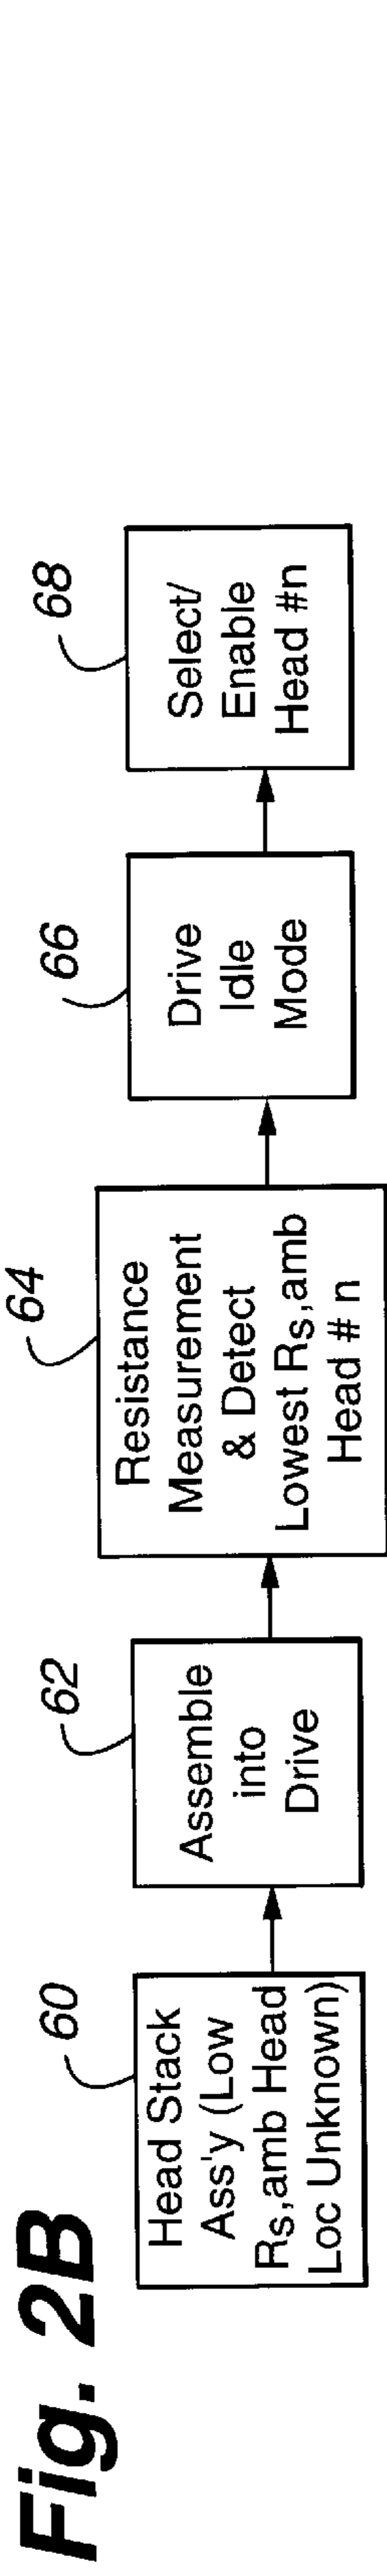 Fig. 2B
60
Head Stack
Ass'y (Low
Rs,amb Head
Loc Unknown)
62
Assemble
into
Drive
64
Resistance
Measurement
& Detect
Lowest Rs,amb
Head # n
66
Drive
Idle
Mode
68
Select/
Enable
Head #n